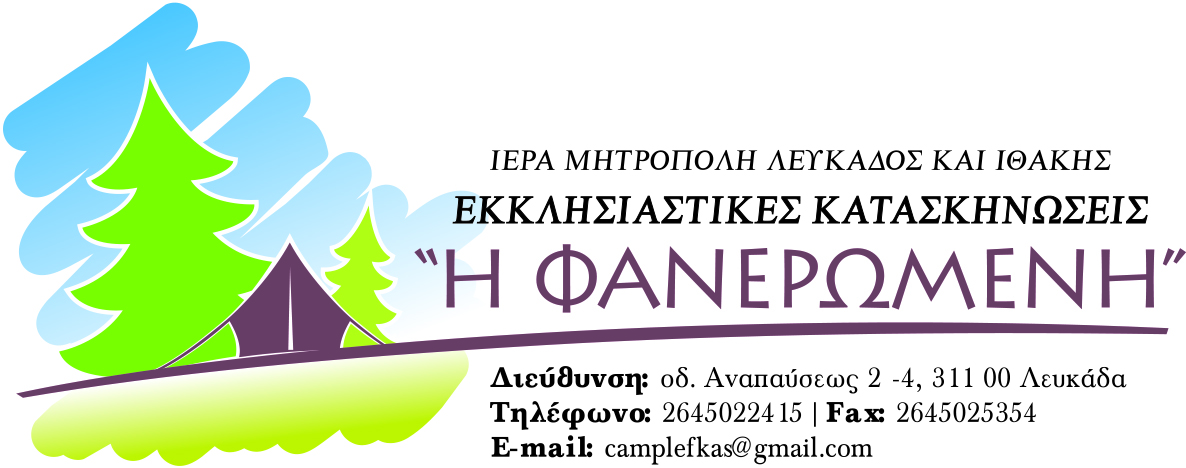 ΙΕΡΑ ΜΗΤΡΟΠΟΛΗ ΛΕΥΚΑΔΟΣ ΚΑΙ ΙΘΑΚΗΣ
ΕΚΚΛΗΣΙΑΣΤΙΚΕΣ ΚΑΤΑΣΚΗΝΩΣΕΙΣ
“Η ΦΑΝΕΡΩΜΕΝΗ”
Διεύθυνση: οδ. Αναπαύσεως 2 -4, 311 00 Λευκάδα
Τηλέφωνο: 2645022415 | Fax: 2645025354
E-mail: camplefkas@gmail.com